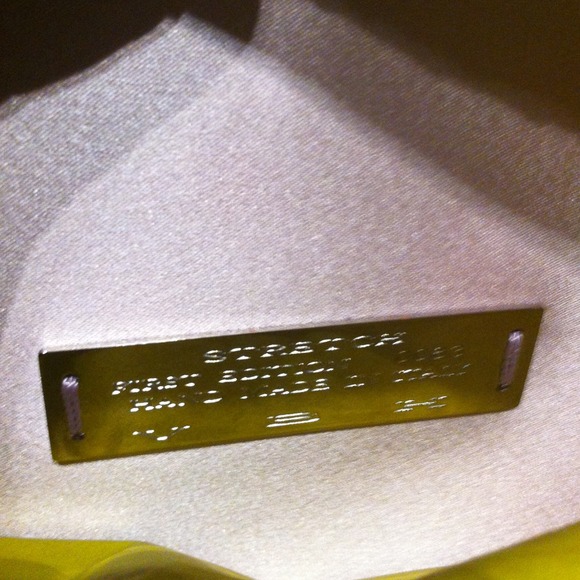 STRETCH
FIRST EDITION
HAND MADE IN ITALY